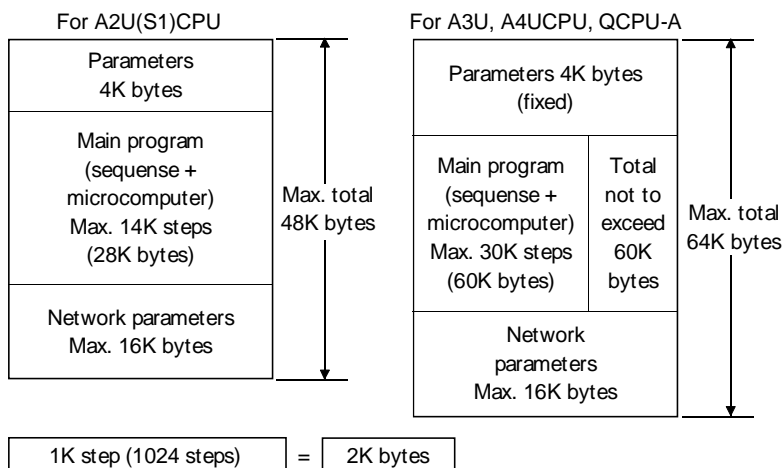 For A2U(S1)CPU
Parameters
4K bytes
Main program
(sequense +
microcomputer)
Max. 14K steps
(28K bytes)
Network parameters
Max. 16K bytes
Max. total
48K bytes
For A3U, A4UCPU, QCPU-A
Parameters 4K bytes
(fixed)
Main program
(sequense +
microcomputer)
Max. 30K steps
(60K bytes)
Total
not to
exceed
60K
bytes
Network
parameters
Max. 16K bytes
Max. total
64K bytes
1K step (1024 steps) = 2K bytes